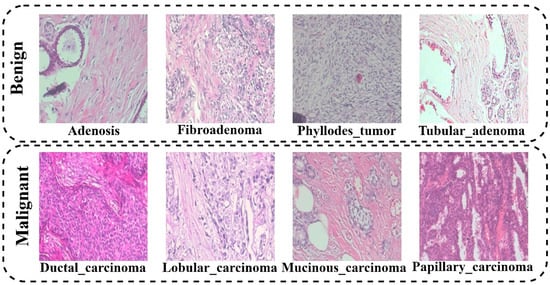 Benign
Adenosis
Fibroadenoma
Phyllodes_tumor
Tubular_adenoma
Malignant
Ductal_carcinoma
Lobular_carcinoma
Mucinous_carcinoma
Papillary_carcinoma